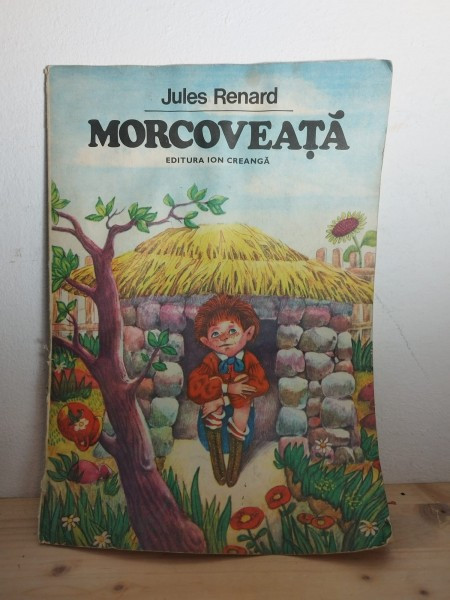 Jules Renard
MORCOVEAȚĂ
EDITURA ION CREANGĂ